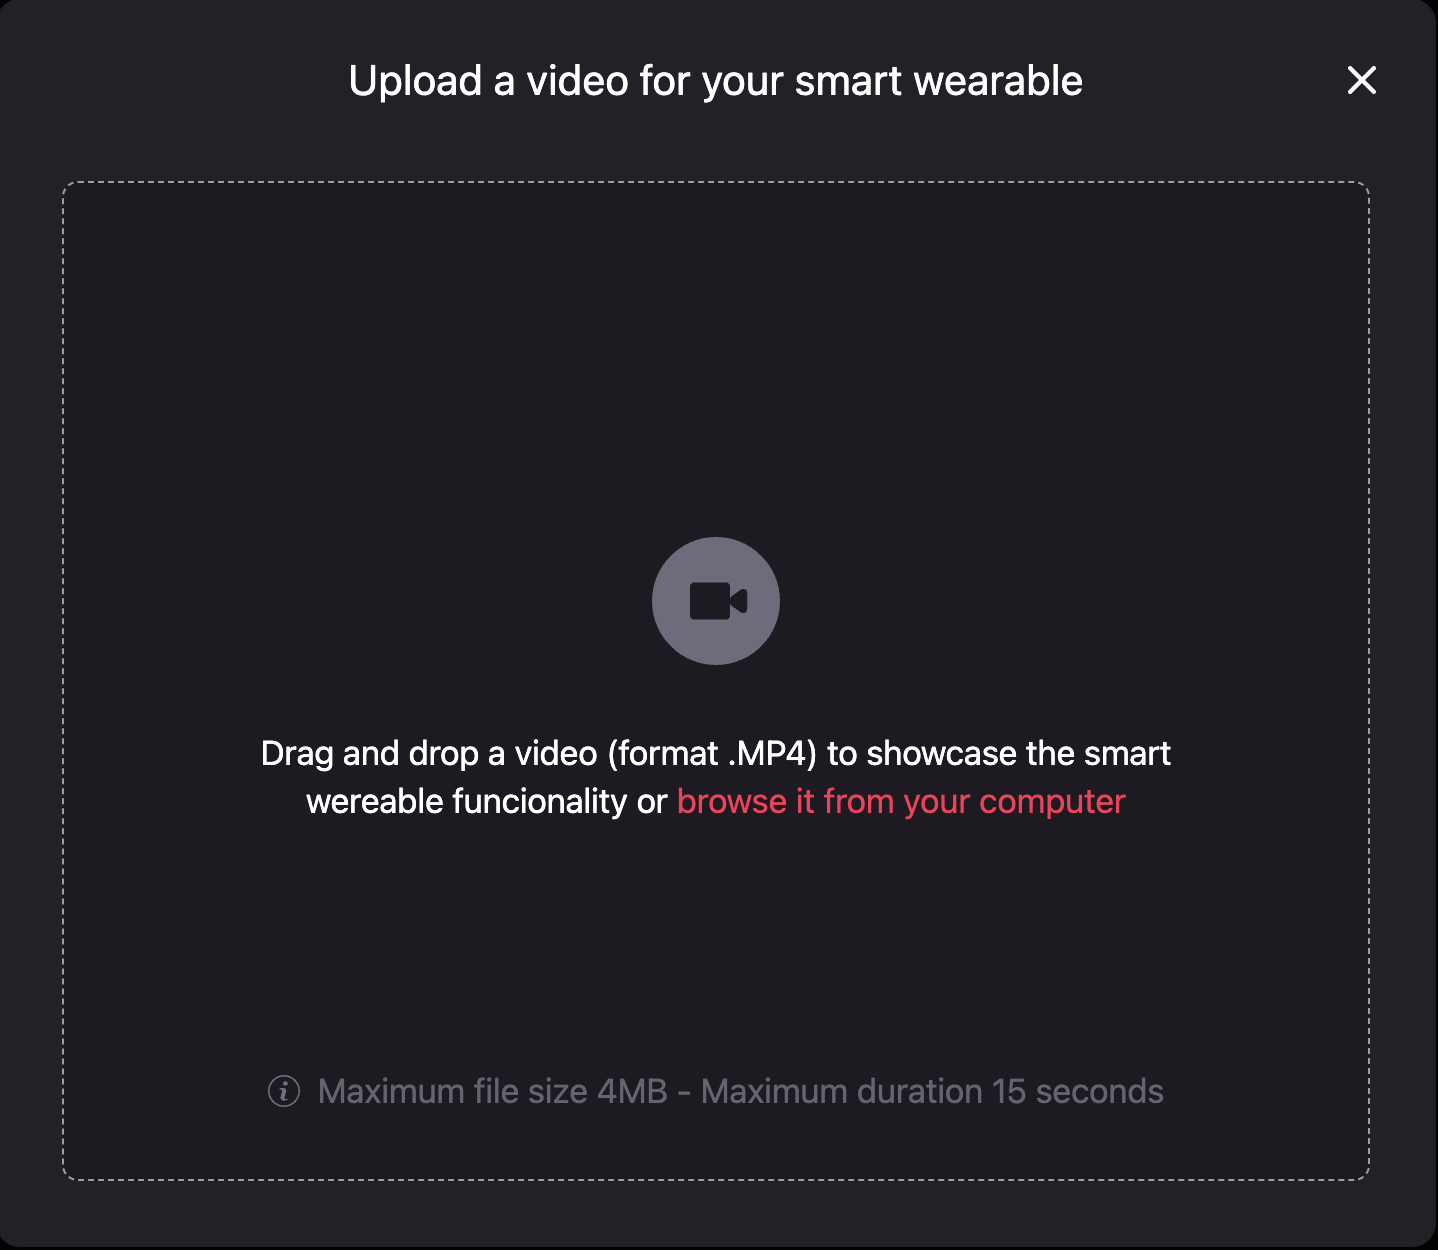 Upload a video for your smart wearable
Drag and drop a video (format .MP4) to showcase the smart
wereable funcionality or browse it from your computer
Maximum file size 4MB - Maximum duration 15 seconds